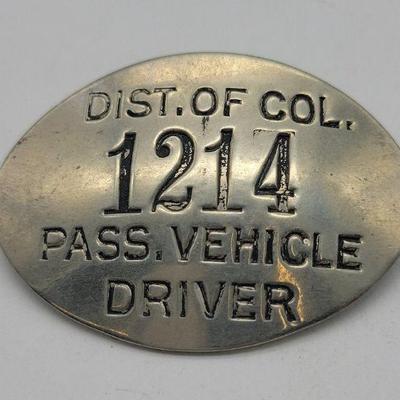 DIST. OF COL.
1214
PASS. VEHICLE
DRIVER